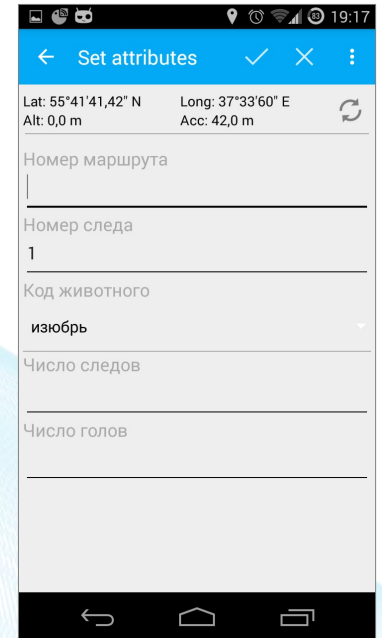 83 19:17
Set attributes
Lat: 55°41'41,42" N Long: 37°33'60" E
Alt: 0,0 m Acc: 42,0 m
Номер маршрута
Номер следа
1
Код животного
изюбрь
Число следов
Число голов